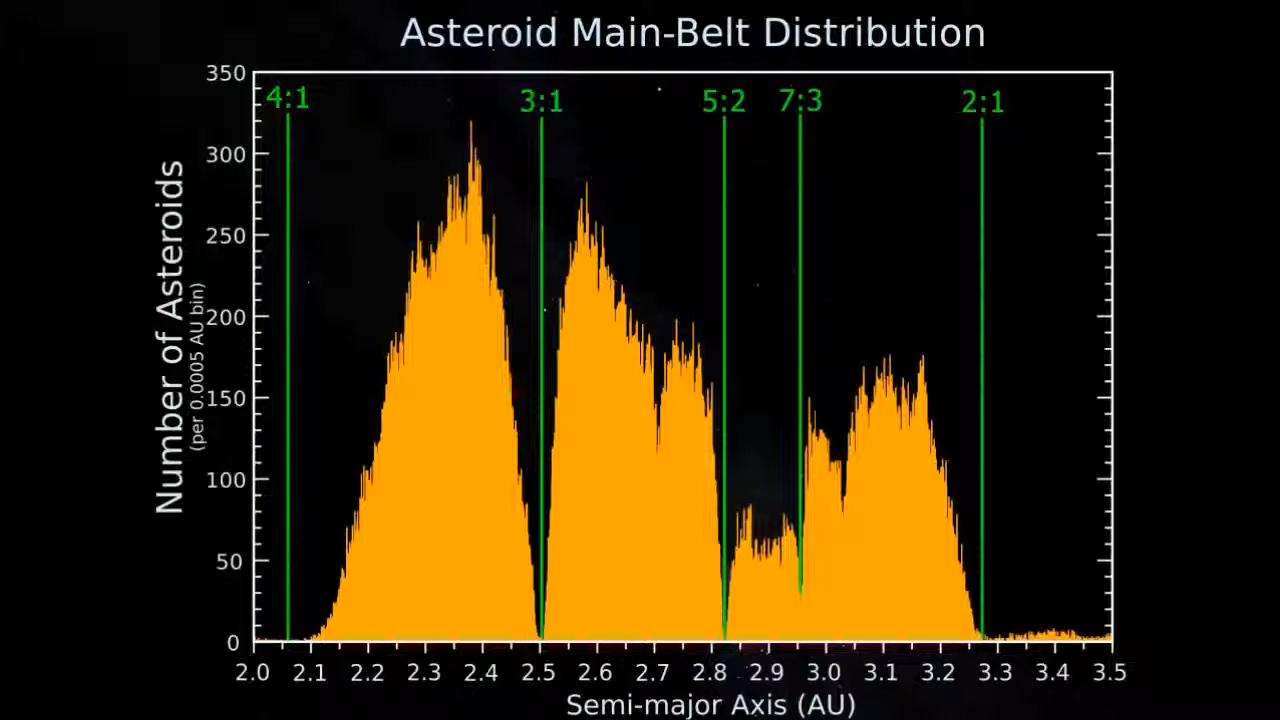 Asteroid Main-Belt Distribution
Number of Asteroids
(per 0.0005 AU bin)
350
300
250
200
150
100
50
0
4:1 3:1 5:2 7:3 2:1
2.0 2.1 2.2 2.3 2.4 2.5 2.6 2.7 2.8 2.9 3.0 3.1 3.2 3.3 3.4 3.5
Semi-major Axis (AU)